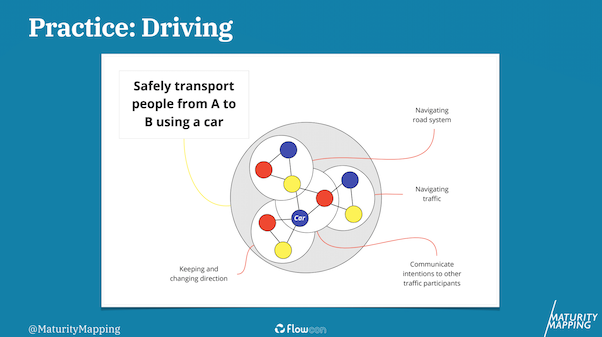 Practice: Driving
Safely transport
people from A to
B using a car
Navigating
road system
Navigating
traffic
Car
Keeping and
changing direction
Communicate
intentions to other
traffic participants
@MaturityMapping
flowcon
MATURITY
MAPPING